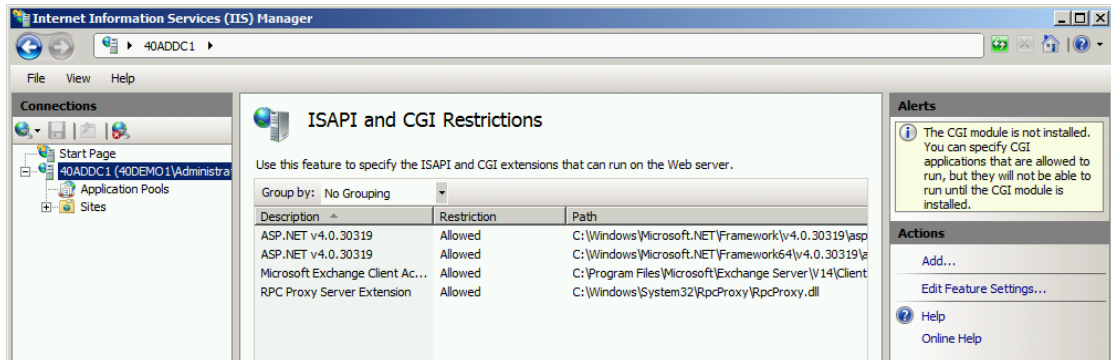 Internet Information Services (IIS) Manager
40ADDC1
File View Help
Connections
Start Page
40ADDC1 (40DEMO1\Administra
Application Pools
Sites
ISAPI and CGI Restrictions
Use this feature to specify the ISAPI and CGI extensions that can run on the Web server.
Group by: No Grouping
Description Restriction Path
ASP.NET v4.0.30319 Allowed C:\Windows\Microsoft.NET\Framework\v4.0.30319\asp
ASP.NET v4.0.30319 Allowed C:\Windows\Microsoft.NET\Framework64\v4.0.30319\a
Microsoft Exchange Client Ac... Allowed C:\Program Files\Microsoft\Exchange Server\V14\Client
RPC Proxy Server Extension Allowed C:\Windows\System32\RpcProxy\RpcProxy.dll
Alerts
The CGI module is not installed.
You can specify CGI
applications that are allowed to
run, but they will not be able to
run until the CGI module is
installed.
Actions
Add...
Edit Feature Settings...
Help
Online Help